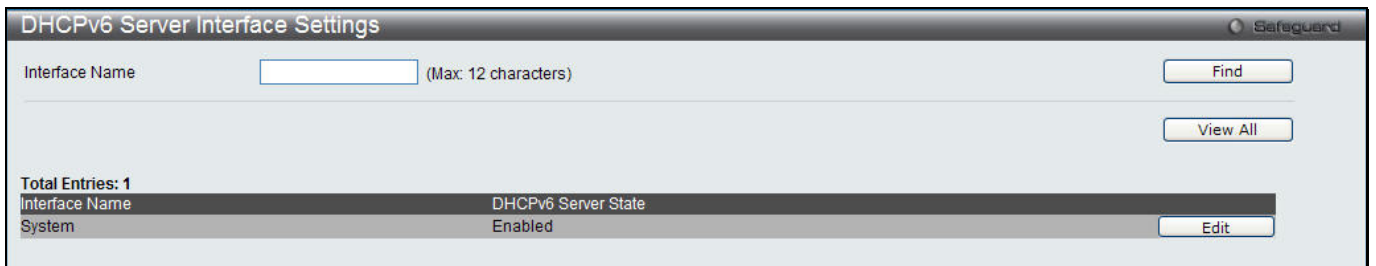 DHCPv6 Server Interface Settings
Safeguard
Interface Name (Max: 12 characters) Find
View All
Total Entries: 1
Interface Name DHCPv6 Server State
System Enabled Edit